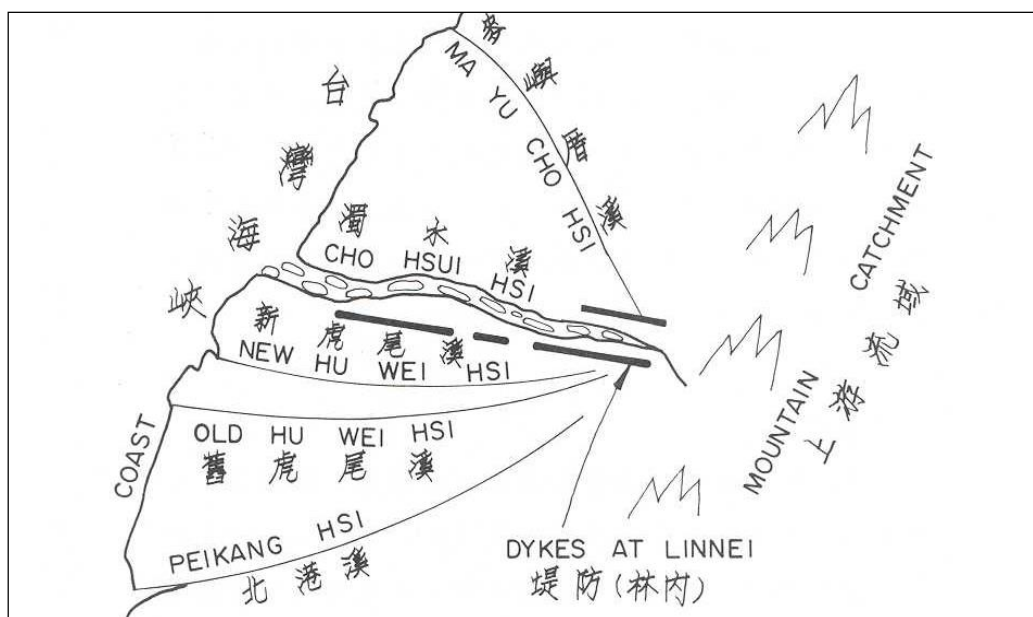 麥嶼厝溪
MA YU CHO HSI
台灣海峽
濁水溪
CHO HSUI HSI
新虎尾溪
NEW HU WEI HSI
OLD HU WEI HSI
舊虎尾溪
COAST
PEIKANG HSI
北港溪
MOUNTAIN CATCHMENT
上游流域
DYKES AT LINNEI
堤防(林內)